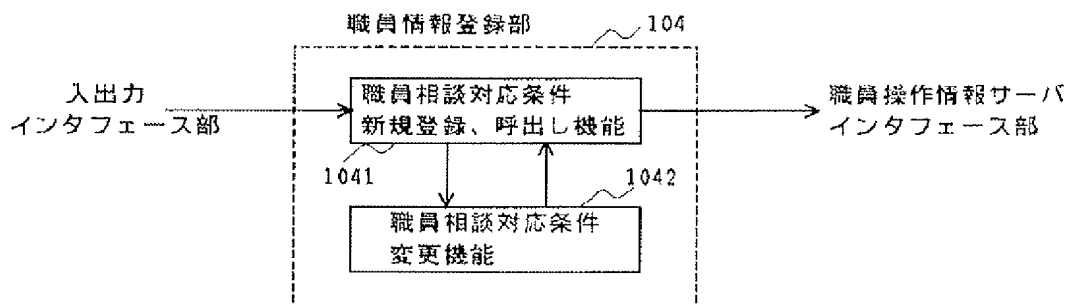 職員情報登録部
104
入出力
インタフェース部
職員相談対応条件
新規登録、呼出し機能
職員操作情報サーバ
インタフェース部
1041
1042
職員相談対応条件
変更機能